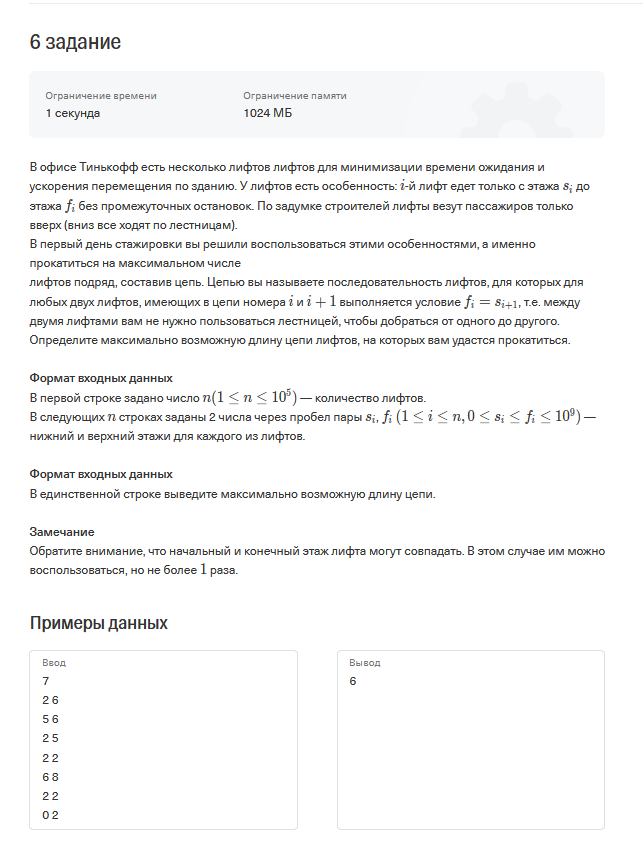 6 задание
Ограничение времени
1 секунда
Ограничение памяти
1024 МБ
В офисе Тинькофф есть несколько лифтов лифтов для минимизации времени ожидания и
ускорения перемещения по зданию. У лифтов есть особенность: i-й лифт едет только с этажа s_i до
этажа f_i без промежуточных остановок. По задумке строителей лифты везут пассажиров только
вверх (вниз все ходят по лестницам).
В первый день стажировки вы решили воспользоваться этими особенностями, а именно
прокатиться на максимальном числе
лифтов подряд, составив цепь. Цепью вы называете последовательность лифтов, для которых для
любых двух лифтов, имеющих в цепи номера i и i + 1 выполняется условие f_i = s_{i+1}, т.е. между
двумя лифтами вам не нужно пользоваться лестницей, чтобы добраться от одного до другого.
Определите максимально возможную длину цепи лифтов, на которых вам удастся прокатиться.
Формат входных данных
В первой строке задано число n(1 ≤ n ≤ 10^5) — количество лифтов.
В следующих n строках заданы 2 числа через пробел пары s_i, f_i (1 ≤ i ≤ n, 0 ≤ s_i ≤ f_i ≤ 10^9) —
нижний и верхний этажи для каждого из лифтов.
Формат входных данных
В единственной строке выведите максимально возможную длину цепи.
Замечание
Обратите внимание, что начальный и конечный этаж лифта могут совпадать. В этом случае им можно
воспользоваться, но не более 1 раза.
Примеры данных
Ввод
7
2 6
5 6
2 5
2 2
6 8
2 2
0 2
Вывод
6